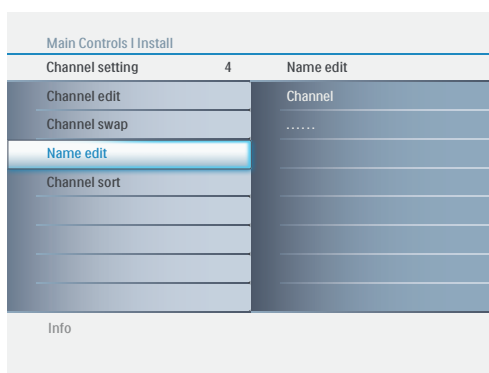 Main Controls I Install
Channel setting 4 Name edit
Channel edit Channel
Channel swap ......
Name edit
Channel sort
Info